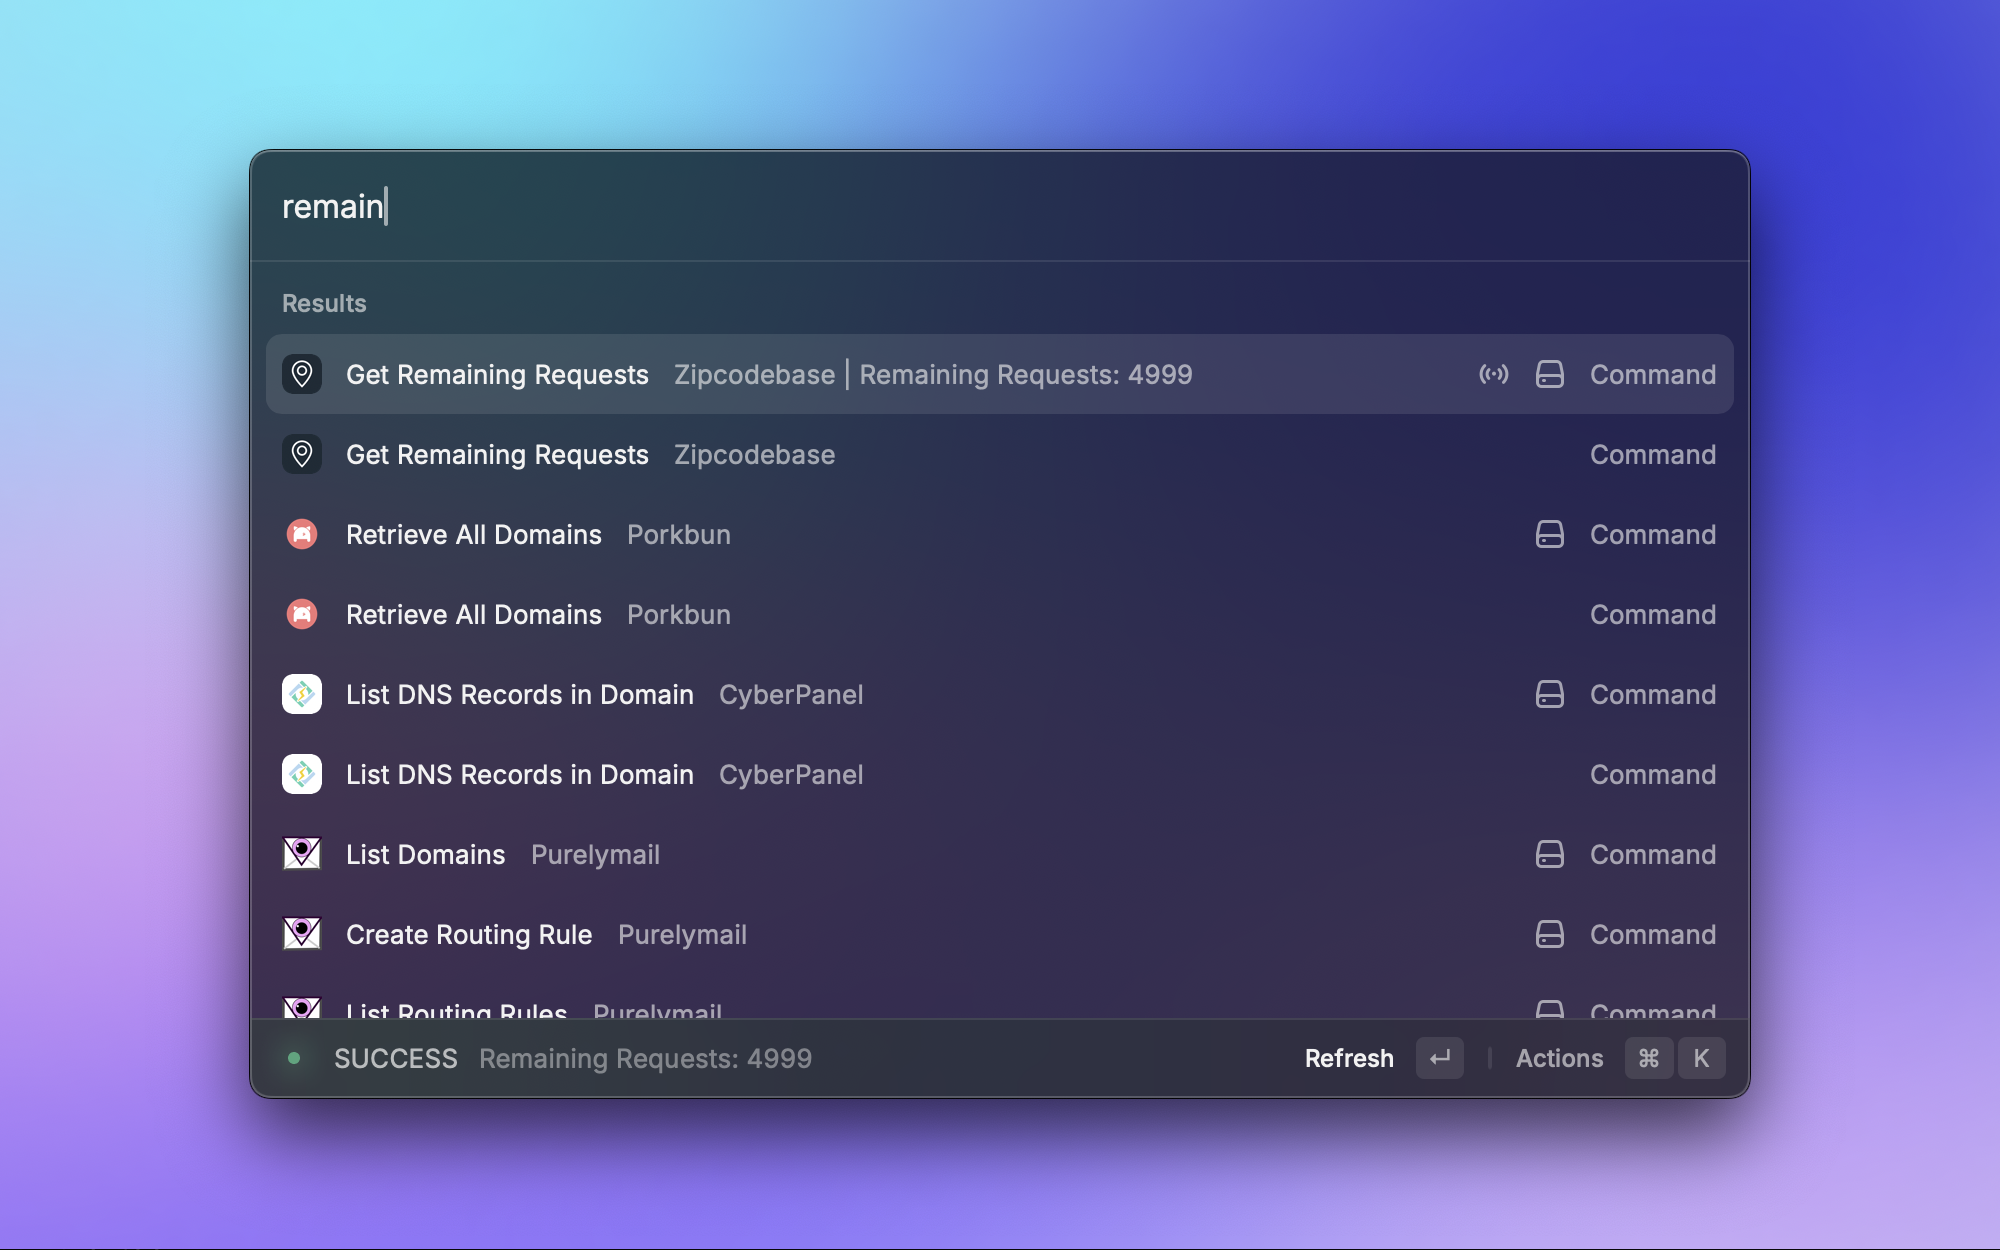 remain
Results
Get Remaining Requests Zipcodebase | Remaining Requests: 4999 Command
Get Remaining Requests Zipcodebase Command
Retrieve All Domains Porkbun Command
Retrieve All Domains Porkbun Command
List DNS Records in Domain CyberPanel Command
List DNS Records in Domain CyberPanel Command
List Domains Purelymail Command
Create Routing Rule Purelymail Command
List Routing Rules Purelymail Command
SUCCESS Remaining Requests: 4999 Refresh ↵ | Actions ⌘ K